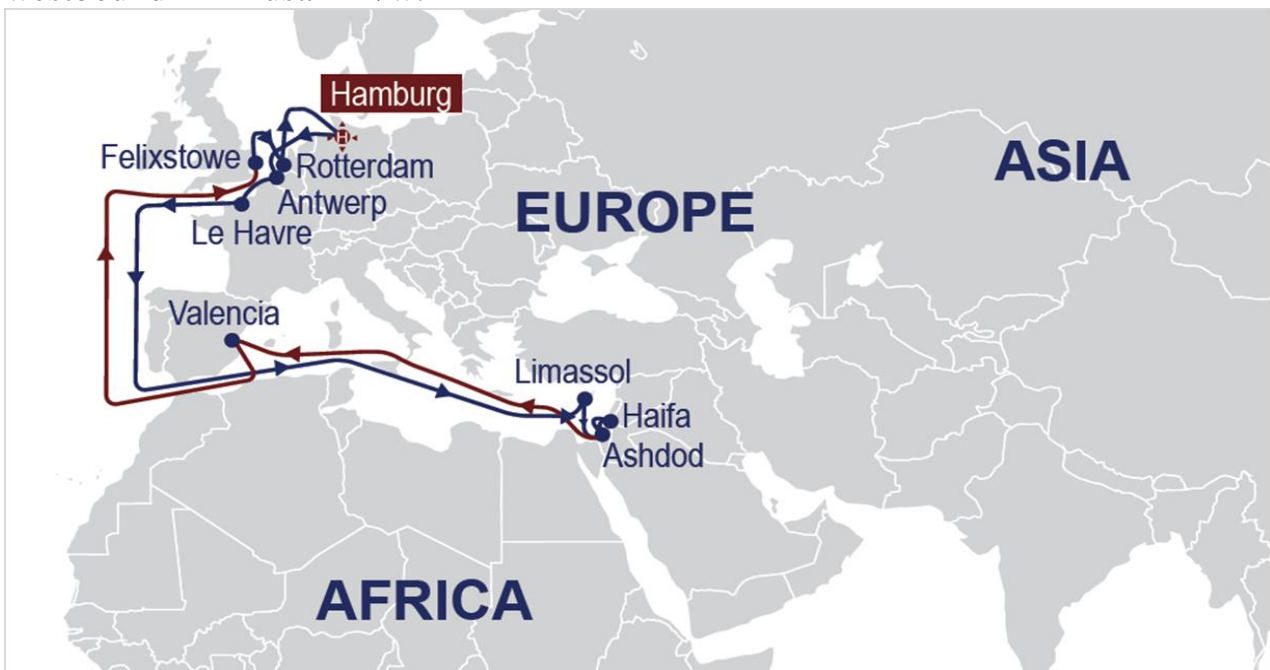 Hamburg
H
ASIA
Felixstowe
Rotterdam
Antwerp
EUROPE
Le Havre
Valencia
Limassol
Haifa
Ashdod
AFRICA